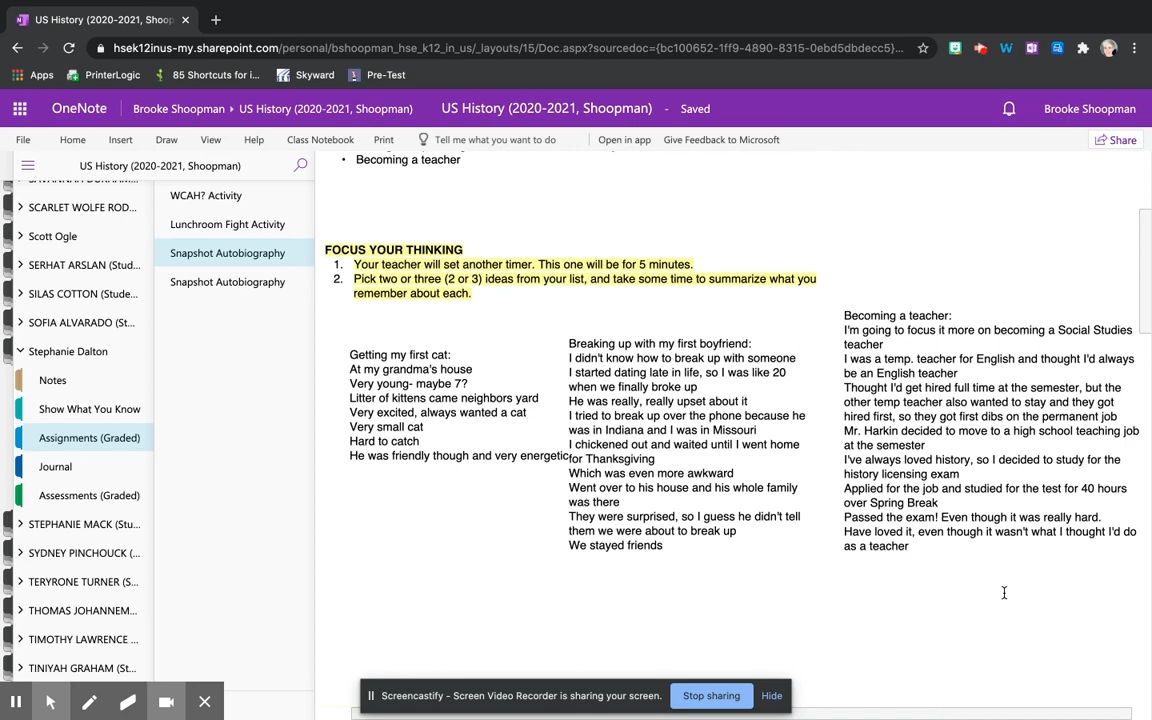 US History (2020-2021, Shoop
hsek12inus-my.sharepoint.com/personal/bshoopman_hse_k12_in_us/_layouts/15/Doc.aspx?sourcedoc={bc100652-1ff9-4890-8315-0ebd5dbdecc5}...
Apps PrinterLogic 85 Shortcuts for i... Skyward Pre-Test
OneNote Brooke Shoopman US History (2020-2021, Shoopman) US History (2020-2021, Shoopman) - Saved Brooke Shoopman
File Home Insert Draw View Help Class Notebook Print Tell me what you want to do Open in app Give Feedback to Microsoft Share
US History (2020-2021, Shoopman)
SCARLET WOLFE ROD...
Scott Ogle
SERHAT ARSLAN (Stud...
SILAS COTTON (Stude...
SOFIA ALVARADO (St...
Stephanie Dalton
Notes
Show What You Know
Assignments (Graded)
Journal
Assessments (Graded)
STEPHANIE MACK (Stu...
SYDNEY PINCHOUCK (...
TERYRONE TURNER (S...
THOMAS JOHANNEM...
TIMOTHY LAWRENCE ...
TINIYAH GRAHAM (St...
WCAH? Activity
Lunchroom Fight Activity
Snapshot Autobiography
Snapshot Autobiography
• Becoming a teacher
FOCUS YOUR THINKING
1. Your teacher will set another timer. This one will be for 5 minutes.
2. Pick two or three (2 or 3) ideas from your list, and take some time to summarize what you
remember about each.
Getting my first cat:
At my grandma's house
Very young- maybe 7?
Litter of kittens came neighbors yard
Very excited, always wanted a cat
Very small cat
Hard to catch
He was friendly though and very energetic
Breaking up with my first boyfriend:
I didn't know how to break up with someone
I started dating late in life, so I was like 20
when we finally broke up
He was really, really upset about it
I tried to break up over the phone because he
was in Indiana and I was in Missouri
I chickened out and waited until I went home
for Thanksgiving
Which was even more awkward
Went over to his house and his whole family
was there
They were surprised, so I guess he didn't tell
them we were about to break up
We stayed friends
Becoming a teacher:
I'm going to focus it more on becoming a Social Studies
teacher
I was a temp. teacher for English and thought I'd always
be an English teacher
Thought I'd get hired full time at the semester, but the
other temp teacher also wanted to stay and they got
hired first, so they got first dibs on the permanent job
Mr. Harkin decided to move to a high school teaching job
at the semester
I've always loved history, so I decided to study for the
history licensing exam
Applied for the job and studied for the test for 40 hours
over Spring Break
Passed the exam! Even though it was really hard.
Have loved it, even though it wasn't what I thought I'd do
as a teacher
Screencastify - Screen Video Recorder is sharing your screen. Stop sharing Hide